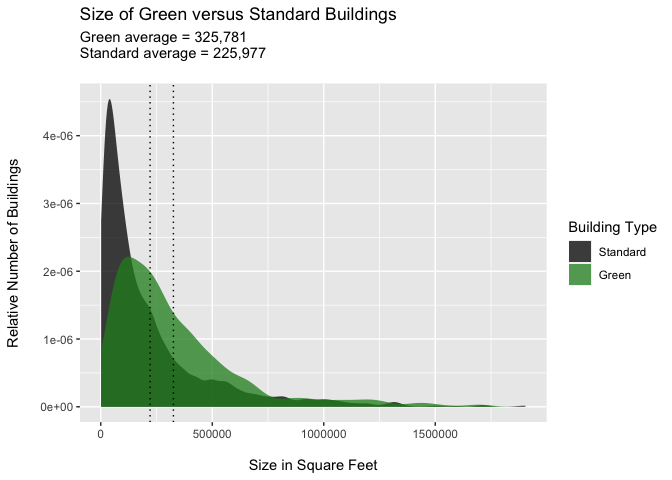 Size of Green versus Standard Buildings
Green average = 325,781
Standard average = 225,977
4e-06
3e-06
2e-06
1e-06
0e+00
Relative Number of Buildings
0
500000
1000000
1500000
Size in Square Feet
Building Type
Standard
Green